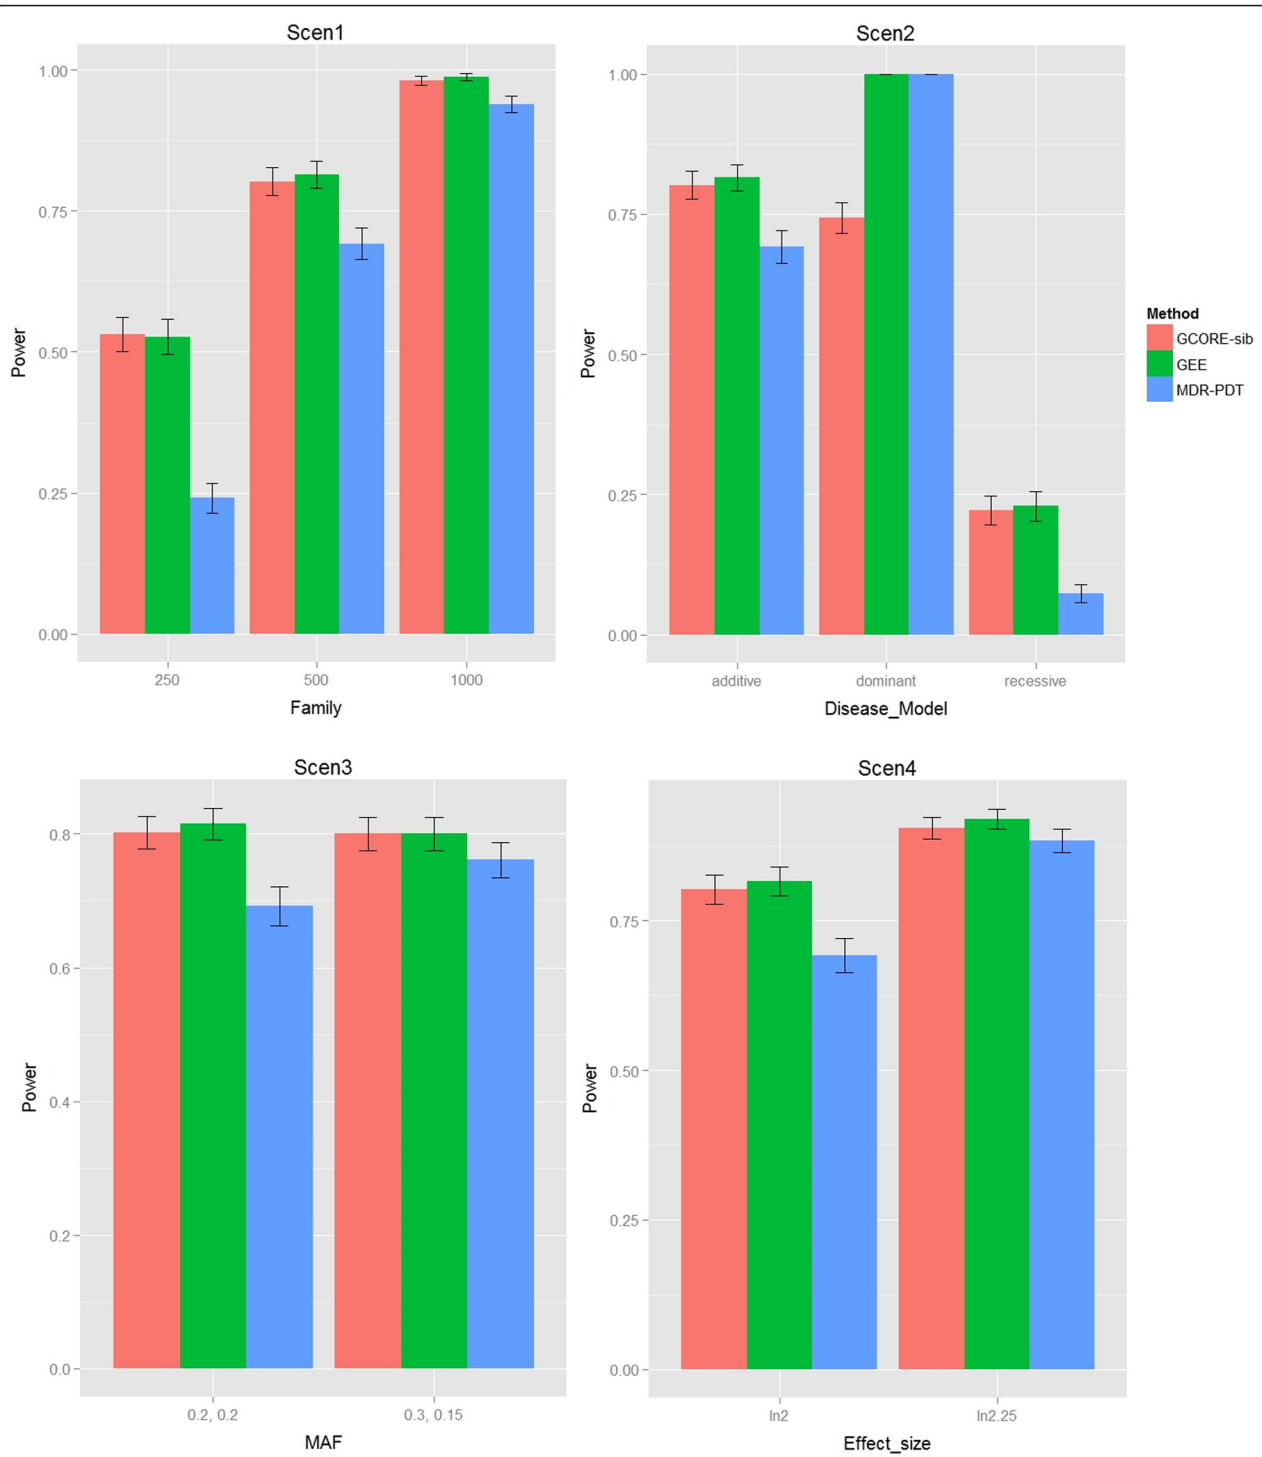 Scen1
1.00
0.75
0.50
0.25
0.00
Power
250 500 1000
Family
Scen2
1.00
0.75
0.50
0.25
0.00
Power
additive dominant recessive
Disease_Model
Method
GCORE-sib
GEE
MDR-PDT
Scen3
0.8
0.6
0.4
0.2
0.0
Power
0.2, 0.2 0.3, 0.15
MAF
Scen4
0.75
0.50
0.25
0.00
Power
ln2 ln2.25
Effect_size